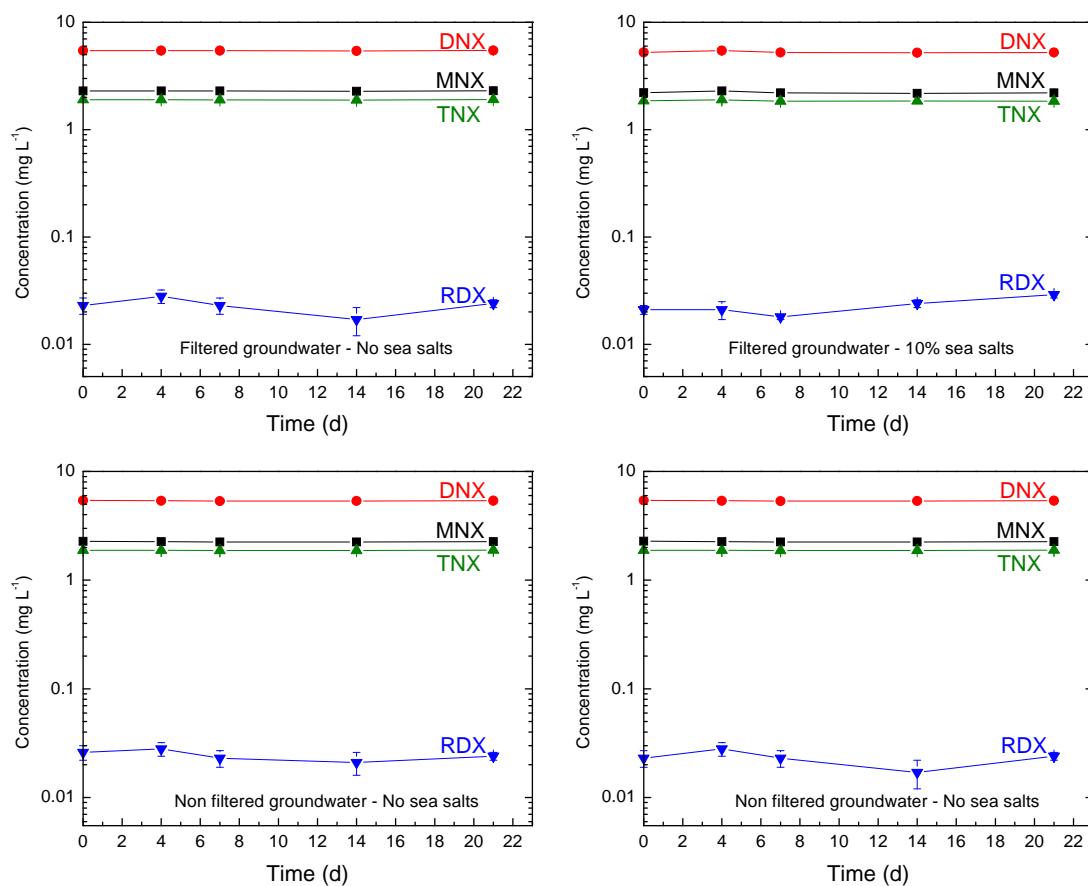 10
1
0.1
0.01
Concentration (mg L⁻¹)
DNX
MNX
TNX
RDX
Filtered groundwater - No sea salts
0 2 4 6 8 10 12 14 16 18 20 22
Time (d)
10
1
0.1
0.01
Concentration (mg L⁻¹)
DNX
MNX
TNX
RDX
Filtered groundwater - 10% sea salts
0 2 4 6 8 10 12 14 16 18 20 22
Time (d)
10
1
0.1
0.01
Concentration (mg L⁻¹)
DNX
MNX
TNX
RDX
Non filtered groundwater - No sea salts
0 2 4 6 8 10 12 14 16 18 20 22
Time (d)
10
1
0.1
0.01
Concentration (mg L⁻¹)
DNX
MNX
TNX
RDX
Non filtered groundwater - No sea salts
0 2 4 6 8 10 12 14 16 18 20 22
Time (d)